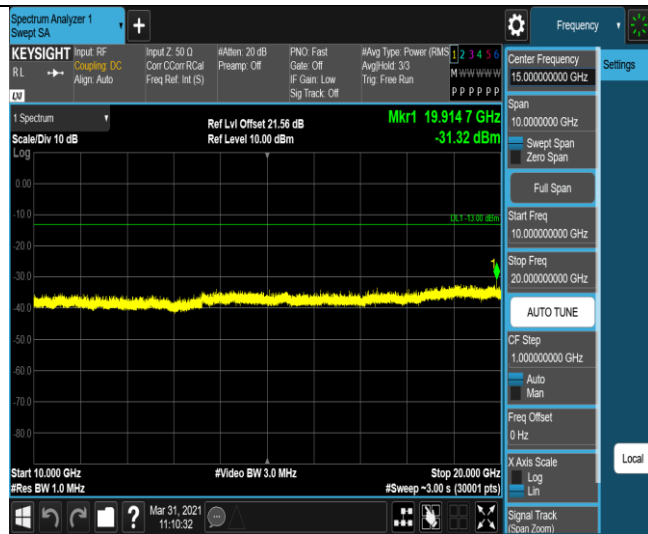 Spectrum Analyzer 1
Swept SA
+
Frequency
KEYSIGHT
RL
LXI
Input: RF
Coupling: DC
Align: Auto
Input Z: 50 Ω
Corr CCorr RCal
Freq Ref: Int (S)
#Atten: 20 dB
Preamp: Off
PNO: Fast
Gate: Off
IF Gain: Low
Sig Track: Off
#Avg Type: Power (RMS
Avg|Hold: 3/3
Trig: Free Run
1 2 3 4 5 6
M W W W W W
P P P P P P
Center Frequency
15.000000000 GHz
Settings
Span
10.0000000 GHz
Swept Span
Zero Span
Full Span
Start Freq
10.000000000 GHz
Stop Freq
20.000000000 GHz
AUTO TUNE
CF Step
1.000000000 GHz
Auto
Man
Freq Offset
0 Hz
X Axis Scale
Log
Lin
Local
Signal Track
(Span Zoom)
1 Spectrum
Scale/Div 10 dB
Log
Ref Lvl Offset 21.56 dB
Ref Level 10.00 dBm
Mkr1 19.914 7 GHz
-31.32 dBm
0.00
-10.0
DL1 -13.00 dBm
-20.0
-30.0
1
-40.0
-50.0
-60.0
-70.0
-80.0
Start 10.000 GHz
#Video BW 3.0 MHz
Stop 20.000 GHz
#Res BW 1.0 MHz
#Sweep ~3.00 s (30001 pts)
?
Mar 31, 2021
11:10:32